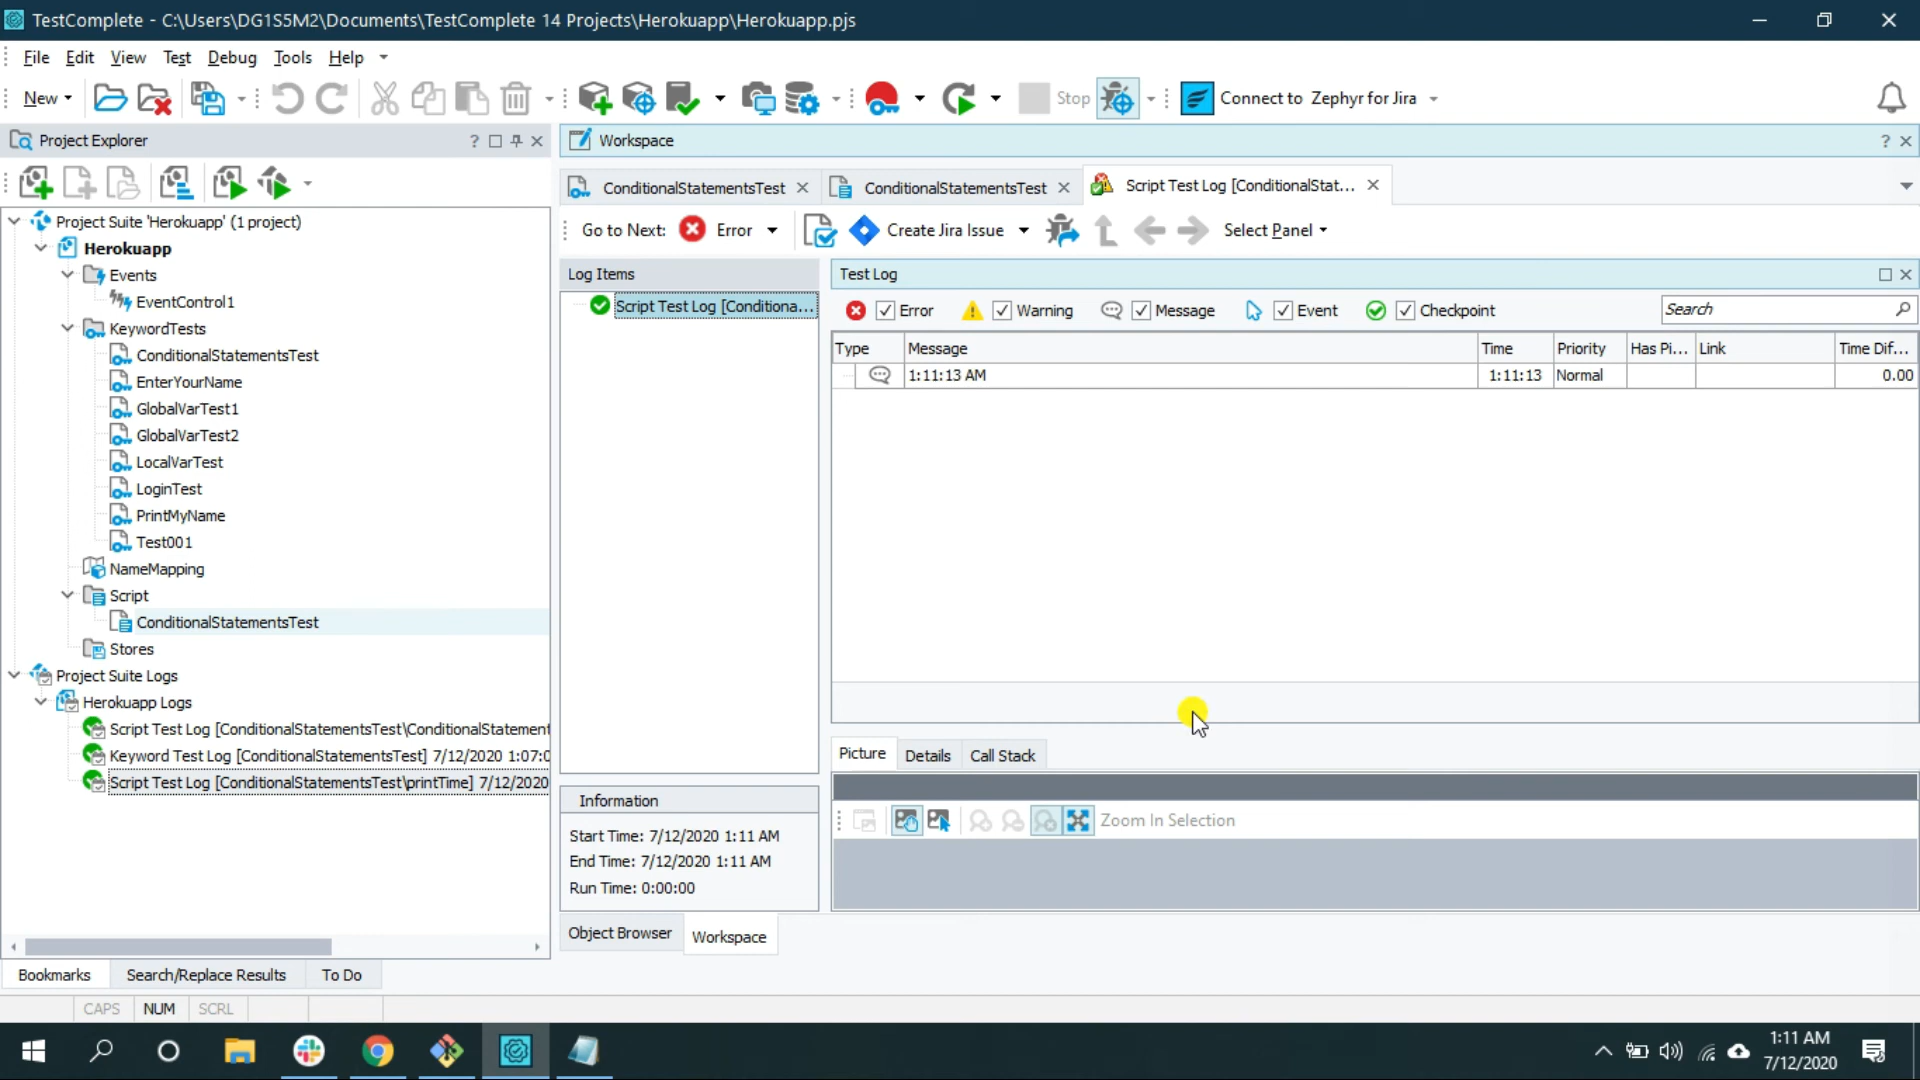 TestComplete - C:\Users\DG1S5M2\Documents\TestComplete 14 Projects\Herokuapp\Herokuapp.pjs
File Edit View Test Debug Tools Help
New Stop Connect to Zephyr for Jira
Project Explorer ?
Workspace ?
ConditionalStatementsTest ConditionalStatementsTest Script Test Log [ConditionalStat...
Go to Next: Error Create Jira Issue Select Panel
Project Suite 'Herokuapp' (1 project)
Herokuapp
Events
EventControl1
KeywordTests
ConditionalStatementsTest
EnterYourName
GlobalVarTest1
GlobalVarTest2
LocalVarTest
LoginTest
PrintMyName
Test001
NameMapping
Script
ConditionalStatementsTest
Stores
Project Suite Logs
Herokuapp Logs
Script Test Log [ConditionalStatementsTest\ConditionalStatement
Keyword Test Log [ConditionalStatementsTest] 7/12/2020 1:07:0
Script Test Log [ConditionalStatementsTest\printTime] 7/12/2020
Log Items
Script Test Log [Conditiona...
Information
Start Time: 7/12/2020 1:11 AM
End Time: 7/12/2020 1:11 AM
Run Time: 0:00:00
Test Log
Error Warning Message Event Checkpoint Search
Type Message Time Priority Has Pi... Link Time Dif...
1:11:13 AM 1:11:13 Normal 0.00
Picture Details Call Stack
Zoom In Selection
Object Browser Workspace
Bookmarks Search/Replace Results To Do
CAPS NUM SCRL
1:11 AM
7/12/2020